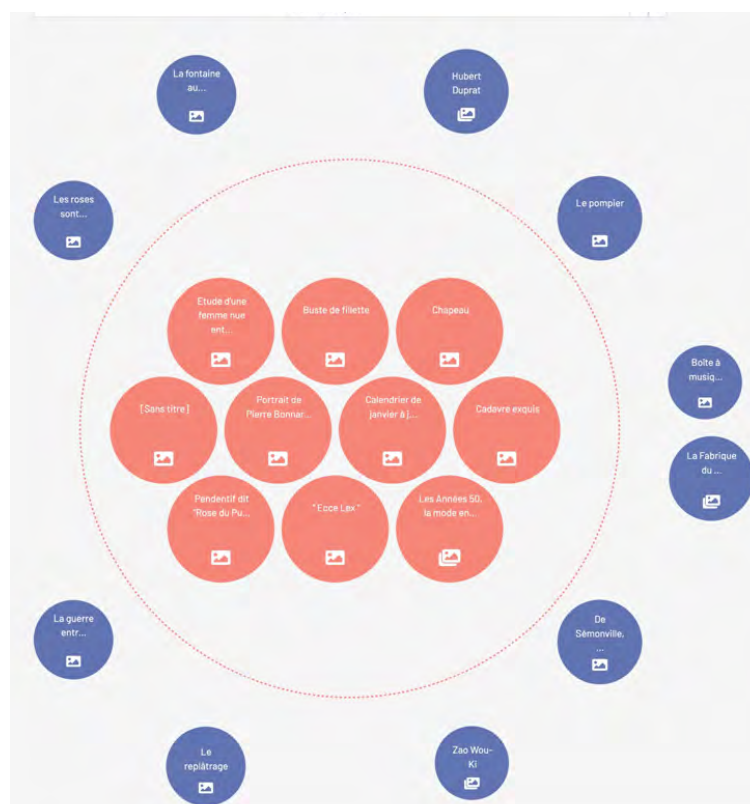 La fontaine
au...
Hubert
Duprat
Les roses
sont...
Le pompier
Etude d'une
femme nue
ent...
Buste de fillette
Chapeau
Boîte à
musiq...
[Sans titre]
Portrait de
Pierre Bonnar...
Calendrier de
janvier à j...
Cadavre exquis
La Fabrique
du ...
Pendentif dit
"Rose du Pu...
"Ecce Lex"
Les Années 50,
la mode en...
La guerre
entr...
De
Sémonville,
...
Le
replâtrage
Zao Wou-
Ki